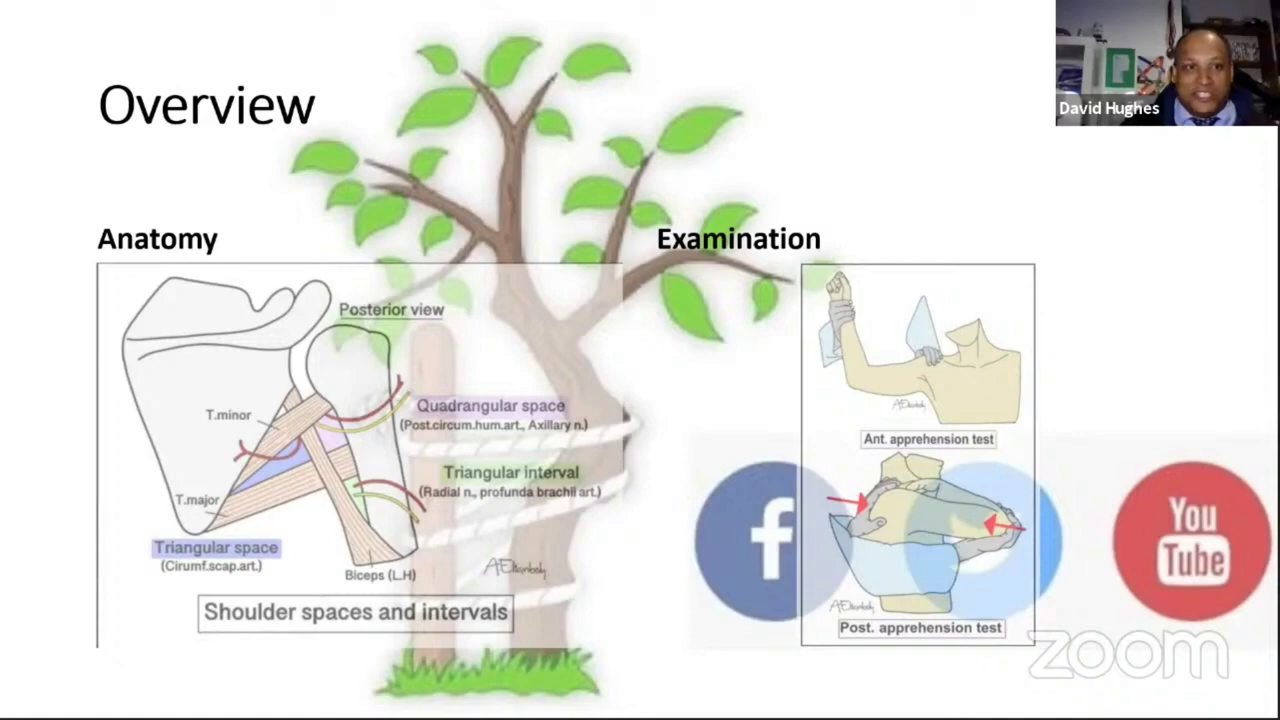 Overview
David Hughes
Anatomy
Examination
Posterior view
T.minor
Quadrangular space
(Post.circum.hum.art., Axillary n.)
Triangular interval
(Radial n., profunda brachii art.)
T.major
Triangular space
(Cirumf.scap.art.)
Biceps (L.H)
Shoulder spaces and intervals
Ant. apprehension test
Post. apprehension test
f
You
Tube
zoom